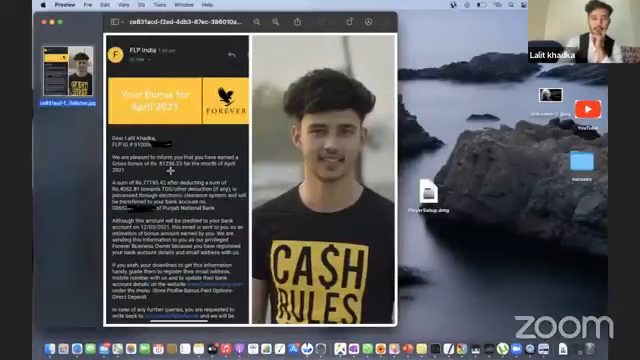 Preview File Edit View Go Tools Window Help
ce831acd-f2ed-4db3-87ec-386010a...
Lalit khadka
FLP India
Your Bonus for
April 2021
FOREVER
Dear Lalit Khadka,
FLP ID # 91000
We are pleased to inform you that you have earned a
Gross bonus of Rs. 81256.23 for the month of April
2021
A sum of Rs.77193.42 after deducting a sum of
Rs.4062.81 towards TDS/other deduction (if any), is
processed through electronic clearance system and will
be transferred to your bank account no.
of Punjab National Bank.
Although this amount will be credited to your bank
account on 12/05/2021, this email is sent to you as an
intimation of bonus amount earned by you. We are
sending this information to you as our privileged
Forever Business Owner because you have registered
your bank account details and email address with us.
If you wish, your downlines to get this information
handy, guide them to register their email address,
mobile number with us and to update their bank
account details on the website
under the menu -Store Profile-Bonus Paid Options-
Direct Deposit.
In case of any further queries, you are requested to
write back to
and we will be
CA$H
RULES
YouTube
success
FlyerSetup.dmg
zoom